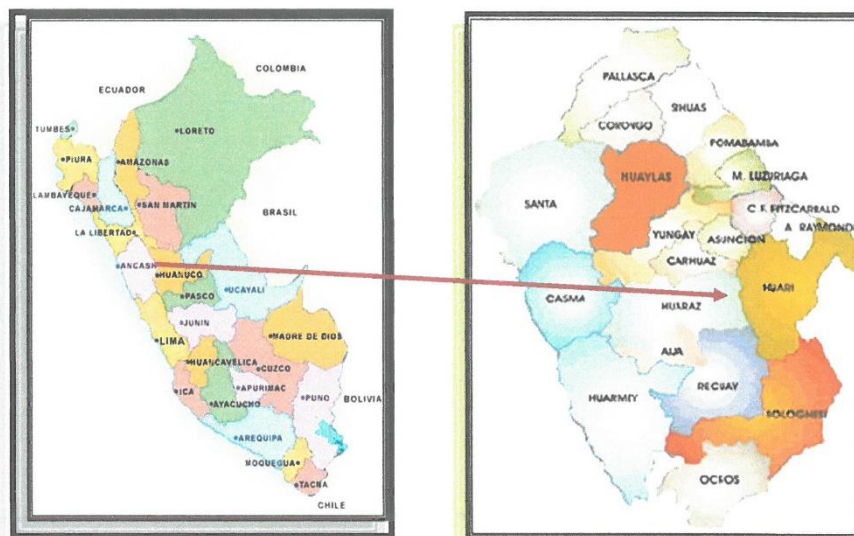 COLOMBIA
ECUADOR
TUMBES
LORETO
PIURA
AMAZONAS
LAMBAYEQUE
SAN MARTIN
CAJAMARCA
BRASIL
LA LIBERTAD
ANCASH
HUANUCO
UCAYALI
PASCO
JUNIN
MADRE DE DIOS
LIMA
HUANCAVELICA
CUZCO
ICA
APURIMAC
PUNO
BOLIVIA
AYACUCHO
AREQUIPA
MOQUEGUA
TACNA
CHILE
PALLASCA
SIHUAS
CORONGO
POMABAMBA
HUAYLAS
M. LUZURIAGA
SANTA
C F. FITZCARRALD
A. RAYMONDI
YUNGAY
ASUNCION
CARHUAZ
HUARI
CASMA
HUARAZ
AIJA
RECUAY
HUARMEY
BOLOGNESI
OCROS